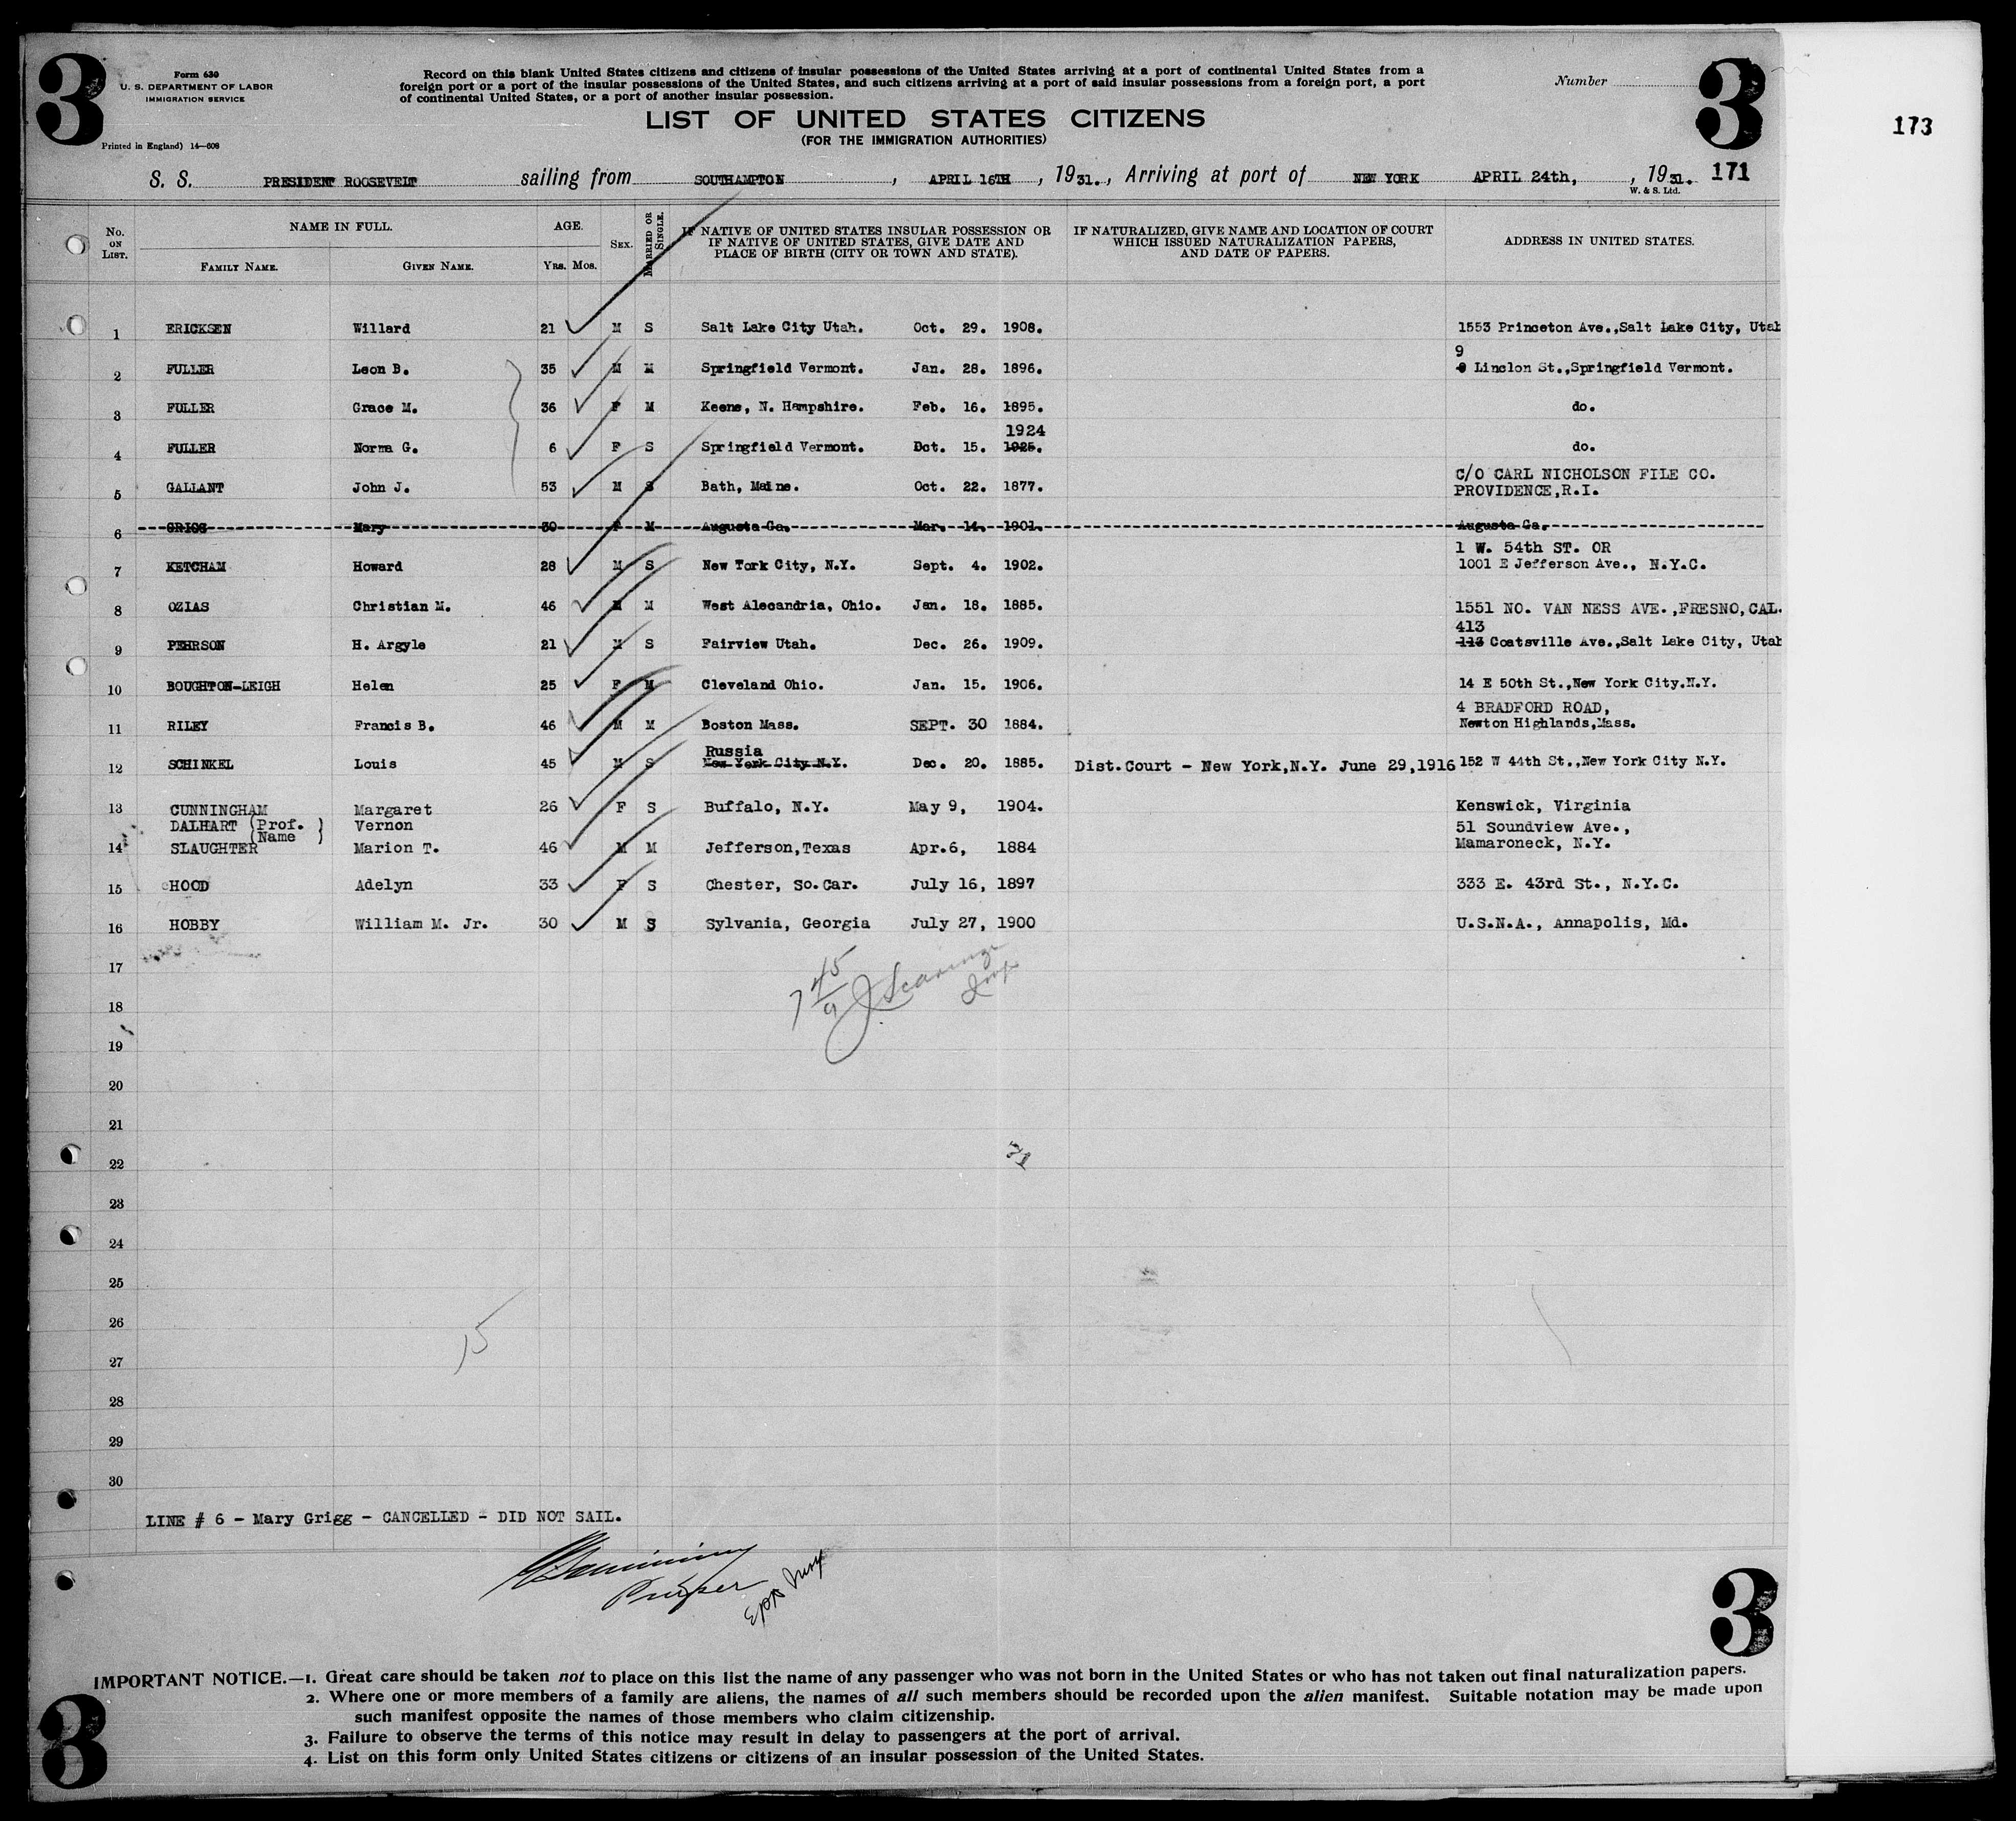 3
3
Form 630
U. S. DEPARTMENT OF LABOR
IMMIGRATION SERVICE
Printed in England) 14—608
Record on this blank United States citizens and citizens of insular possessions of the United States arriving at a port of continental United States from a
foreign port or a port of the insular possessions of the United States, and such citizens arriving at a port of said insular possessions from a foreign port, a port
of continental United States, or a port of another insular possession.
Number
173
LIST OF UNITED STATES CITIZENS
(FOR THE IMMIGRATION AUTHORITIES)
S. S. PRESIDENT ROOSEVELT sailing from SOUTHAMPTON, APRIL 16TH, 1931., Arriving at port of NEW YORK APRIL 24th, , 1931. 171
W. & S. Ltd.
No. ON LIST. NAME IN FULL. FAMILY NAME. GIVEN NAME. AGE. YRS. MOS. SEX. MARRIED OR SINGLE. IF NATIVE OF UNITED STATES INSULAR POSSESSION OR IF NATIVE OF UNITED STATES, GIVE DATE AND PLACE OF BIRTH (CITY OR TOWN AND STATE). IF NATURALIZED, GIVE NAME AND LOCATION OF COURT WHICH ISSUED NATURALIZATION PAPERS, AND DATE OF PAPERS. ADDRESS IN UNITED STATES.
1 ERICKSEN Willard 21 M S Salt Lake City Utah. Oct. 29. 1908. 1553 Princeton Ave.,Salt Lake City, Utah
9
2 FULLER Leon B. 35 M M Springfield Vermont. Jan. 28. 1896. Linclon St.,Springfield Vermont.
3 FULLER Grace M. 36 F M Keene, N. Hampshire. Feb. 16. 1895. do.
1924
4 FULLER Norma G. 6 F S Springfield Vermont. Oct. 15. 1925. do.
C/O CARL NICHOLSON FILE CO.
5 GALLANT John J. 53 M S Bath, Maine. Oct. 22. 1877. PROVIDENCE,R.I.
6 GRIGG Mary 30 F M Augusta Ga. Mar. 14. 1901. Augusta Ga.
1 W. 54th ST. OR
7 KETCHAM Howard 28 M S New York City, N.Y. Sept. 4. 1902. 1001 E Jefferson Ave., N.Y.C.
8 OZIAS Christian M. 46 M M West Alecandria, Ohio. Jan. 18. 1885. 1551 NO. VAN NESS AVE.,FRESNO,CAL.
413
9 PEHRSON H. Argyle 21 M S Fairview Utah. Dec. 26. 1909. 113 Coatsville Ave.,Salt Lake City, Utah
10 BOUGHTON-LEIGH Helen 25 F M Cleveland Ohio. Jan. 15. 1906. 14 E 50th St.,New York City.N.Y.
4 BRADFORD ROAD,
11 RILEY Francis B. 46 M M Boston Mass. SEPT. 30 1884. Newton Highlands,Mass.
Russia
12 SCHINKEL Louis 45 M S New York City N.Y. Dec. 20. 1885. Dist.Court - New York,N.Y. June 29,1916 152 W 44th St.,New York City N.Y.
13 CUNNINGHAM Margaret 26 F S Buffalo, N.Y. May 9, 1904. Kenswick, Virginia
DALHART (Prof. Name) Vernon 51 Soundview Ave.,
14 SLAUGHTER Marion T. 46 M M Jefferson,Texas Apr.6, 1884 Mamaroneck, N.Y.
15 HOOD Adelyn 33 F S Chester, So.Car. July 16, 1897 333 E. 43rd St., N.Y.C.
16 HOBBY William M. Jr. 30 M S Sylvania, Georgia July 27, 1900 U.S.N.A., Annapolis, Md.
17
18
19
20
21
22
23
24
25
26
15
27
28
29
30
LINE # 6 - Mary Grigg - CANCELLED - DID NOT SAIL.
Purser
3
3
IMPORTANT NOTICE.—1. Great care should be taken not to place on this list the name of any passenger who was not born in the United States or who has not taken out final naturalization papers.
2. Where one or more members of a family are aliens, the names of all such members should be recorded upon the alien manifest. Suitable notation may be made upon
such manifest opposite the names of those members who claim citizenship.
3. Failure to observe the terms of this notice may result in delay to passengers at the port of arrival.
4. List on this form only United States citizens or citizens of an insular possession of the United States.